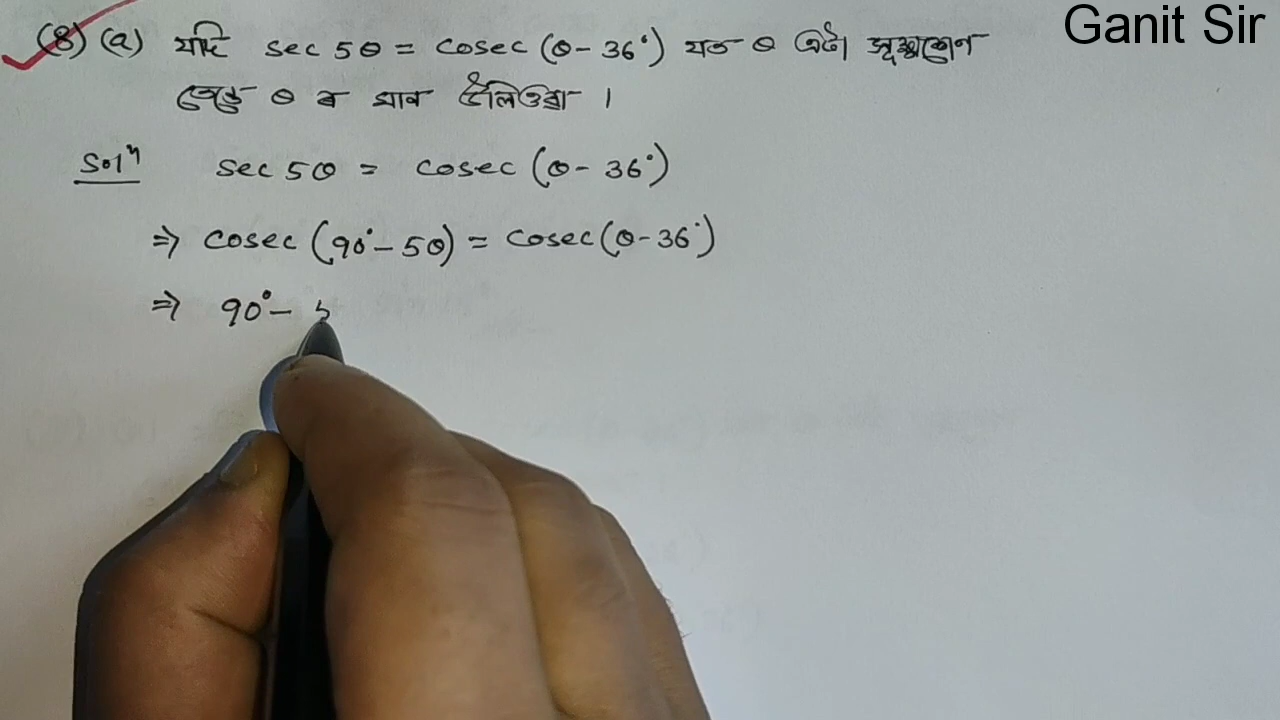 Ganit Sir
(8) (a) যদি sec 5θ = cosec (θ - 36°) য'ত θ এটা সূক্ষ্মকোণ
θ ৰ মান উলিওৱা ।
Solⁿ sec 5θ = cosec (θ - 36°)
⇒ cosec (90° - 5θ) = cosec (θ - 36°)
⇒ 90° - 5